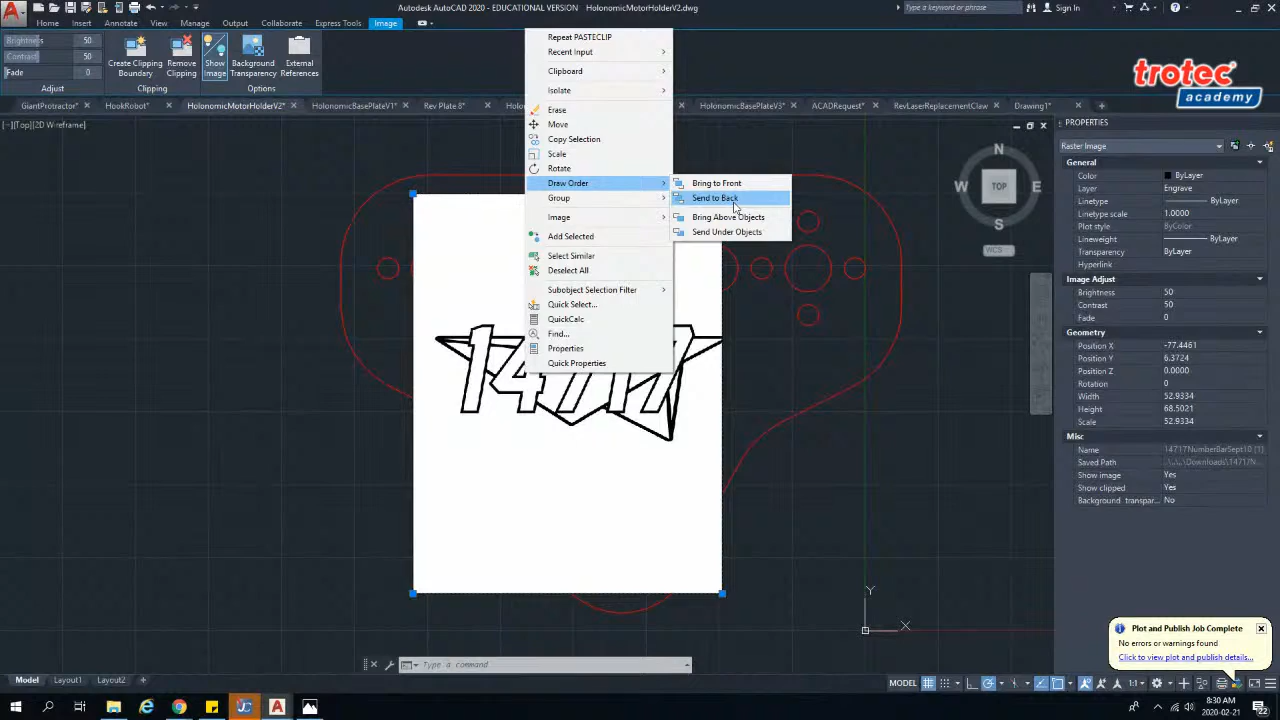 Autodesk AutoCAD 2020 - EDUCATIONAL VERSION HolonomicMotorHolderV2.dwg
Type a keyword or phrase
Sign In
Home Insert Annotate View Manage Output Collaborate Express Tools Image
Brightness 50
Contrast 50
Fade 0
Adjust
Create Clipping Boundary
Remove Clipping
Clipping
Show Image
Background Transparency
External References
Options
trotec
academy
GiantProtractor* HookRobot* HolonomicMotorHolderV2* HolonomicBasePlateV1* Rev Plate.8* HolonomicBasePlateV3* ACADRequest* RevLaserReplacementClaw Drawing1*
[−][Top][2D Wireframe]
Repeat PASTECLIP
Recent Input
Clipboard
Isolate
Erase
Move
Copy Selection
Scale
Rotate
Draw Order
Group
Image
Add Selected
Select Similar
Deselect All
Subobject Selection Filter
Quick Select...
QuickCalc
Find...
Properties
Quick Properties
Bring to Front
Send to Back
Bring Above Objects
Send Under Objects
14717
N
W TOP E
S
WCS
Y
X
PROPERTIES
Raster Image
General
Color ByLayer
Layer Engrave
Linetype ByLayer
Linetype scale 1.0000
Plot style ByColor
Lineweight ByLayer
Transparency ByLayer
Hyperlink
Image Adjust
Brightness 50
Contrast 50
Fade 0
Geometry
Position X -77.4461
Position Y 6.3724
Position Z 0.0000
Rotation 0
Width 52.9334
Height 68.5021
Scale 52.9334
Misc
Name 14717NumberBarSept10 (1)
Saved Path ..\..\..\Downloads\14717N...
Show image Yes
Show clipped Yes
Background transpar... No
Plot and Publish Job Complete
No errors or warnings found
Click to view plot and publish details...
Type a command
Model Layout1 Layout2 +
MODEL
1:1
8:30 AM
2020-02-21
22